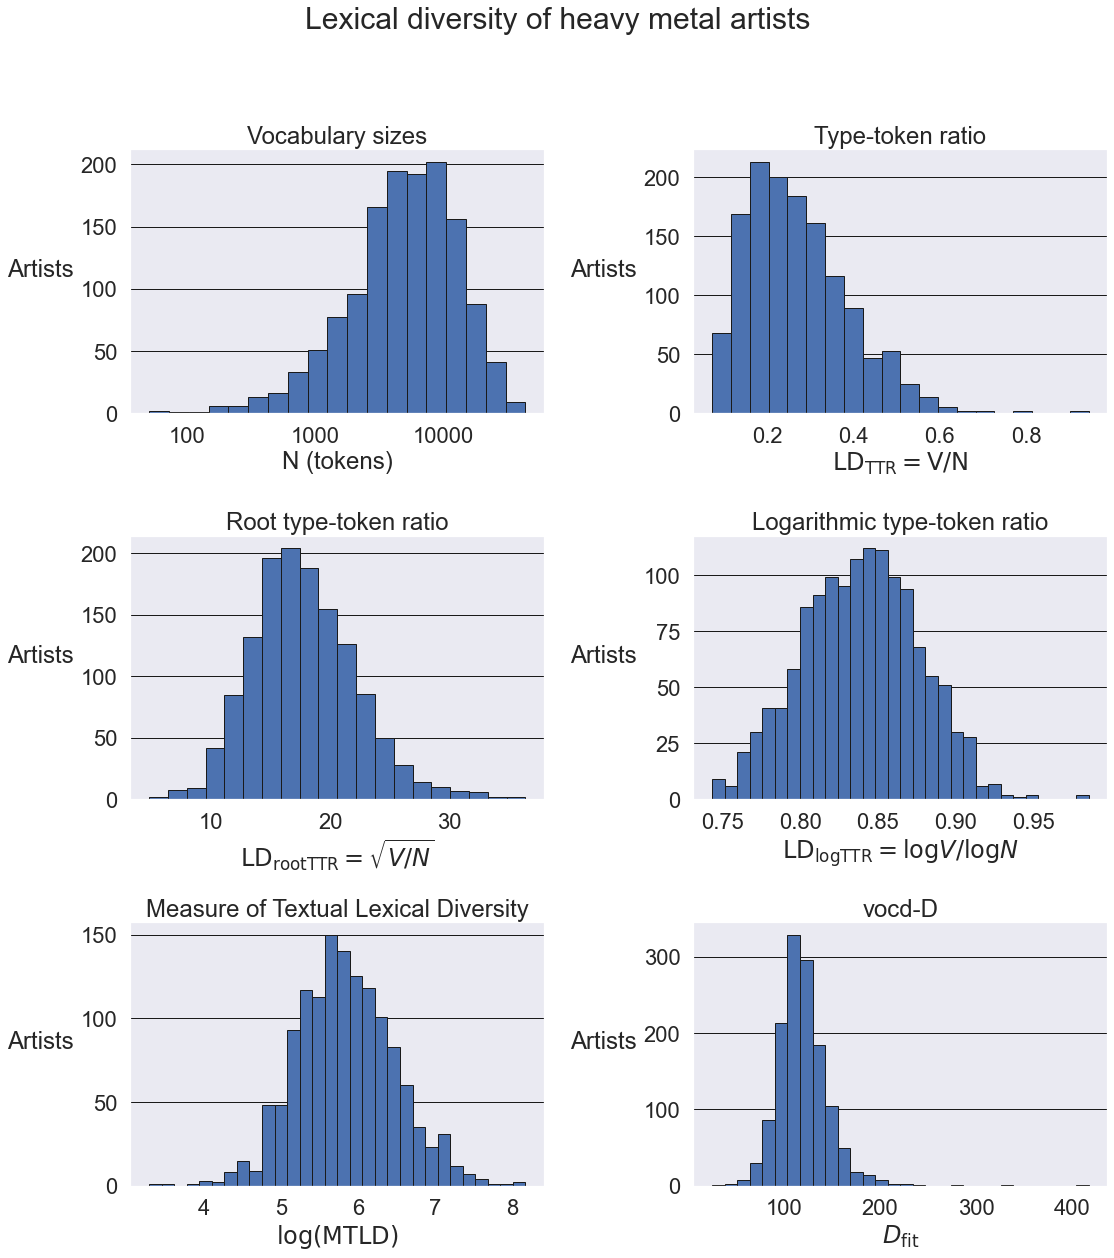 Lexical diversity of heavy metal artists
Vocabulary sizes
Artists
200
150
100
50
0
100 1000 10000
N (tokens)
Type-token ratio
Artists
200
150
100
50
0
0.2 0.4 0.6 0.8
LD_TTR = V/N
Root type-token ratio
Artists
200
150
100
50
0
10 20 30
LD_rootTTR = √V/N
Logarithmic type-token ratio
Artists
100
75
50
25
0
0.75 0.80 0.85 0.90 0.95
LD_logTTR = logV/logN
Measure of Textual Lexical Diversity
Artists
150
100
50
0
4 5 6 7 8
log(MTLD)
vocd-D
Artists
300
200
100
0
100 200 300 400
D_fit